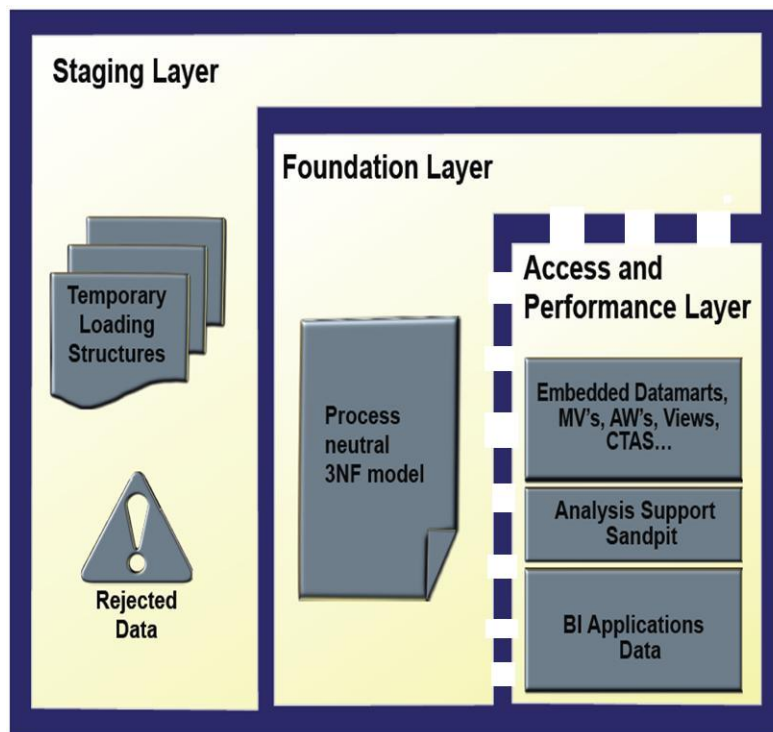 Staging Layer
Temporary
Loading
Structures
Rejected
Data
Foundation Layer
Process
neutral
3NF model
Access and
Performance Layer
Embedded Datamarts,
MV's, AW's, Views,
CTAS...
Analysis Support
Sandpit
BI Applications
Data